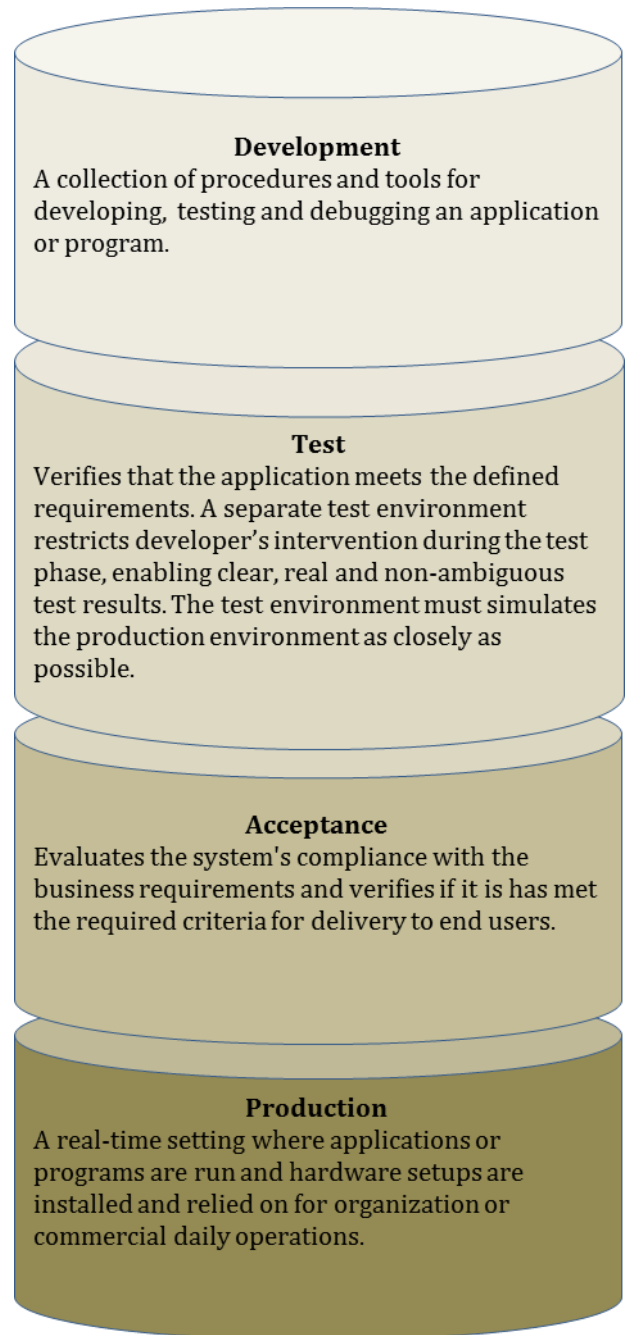 Development
A collection of procedures and tools for
developing, testing and debugging an application
or program.
Test
Verifies that the application meets the defined
requirements. A separate test environment
restricts developer’s intervention during the test
phase, enabling clear, real and non-ambiguous
test results. The test environment must simulates
the production environment as closely as
possible.
Acceptance
Evaluates the system's compliance with the
business requirements and verifies if it is has met
the required criteria for delivery to end users.
Production
A real-time setting where applications or
programs are run and hardware setups are
installed and relied on for organization or
commercial daily operations.